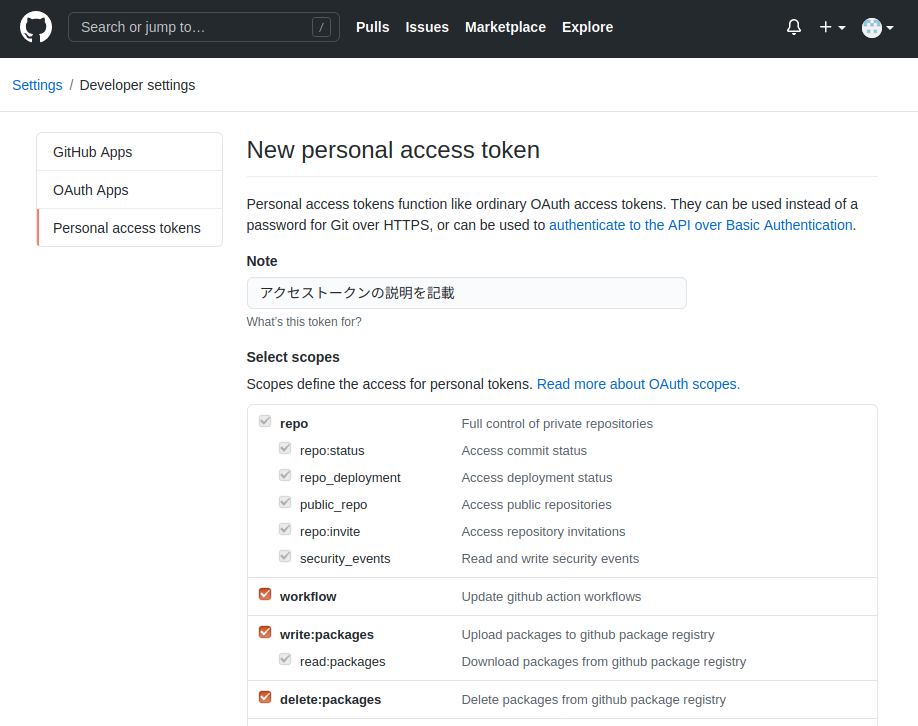 Search or jump to…
/
Pulls Issues Marketplace Explore
Settings / Developer settings
GitHub Apps
OAuth Apps
Personal access tokens
New personal access token
Personal access tokens function like ordinary OAuth access tokens. They can be used instead of a
password for Git over HTTPS, or can be used to authenticate to the API over Basic Authentication.
Note
アクセストークンの説明を記載
What's this token for?
Select scopes
Scopes define the access for personal tokens. Read more about OAuth scopes.
repo Full control of private repositories
repo:status Access commit status
repo_deployment Access deployment status
public_repo Access public repositories
repo:invite Access repository invitations
security_events Read and write security events
workflow Update github action workflows
write:packages Upload packages to github package registry
read:packages Download packages from github package registry
delete:packages Delete packages from github package registry